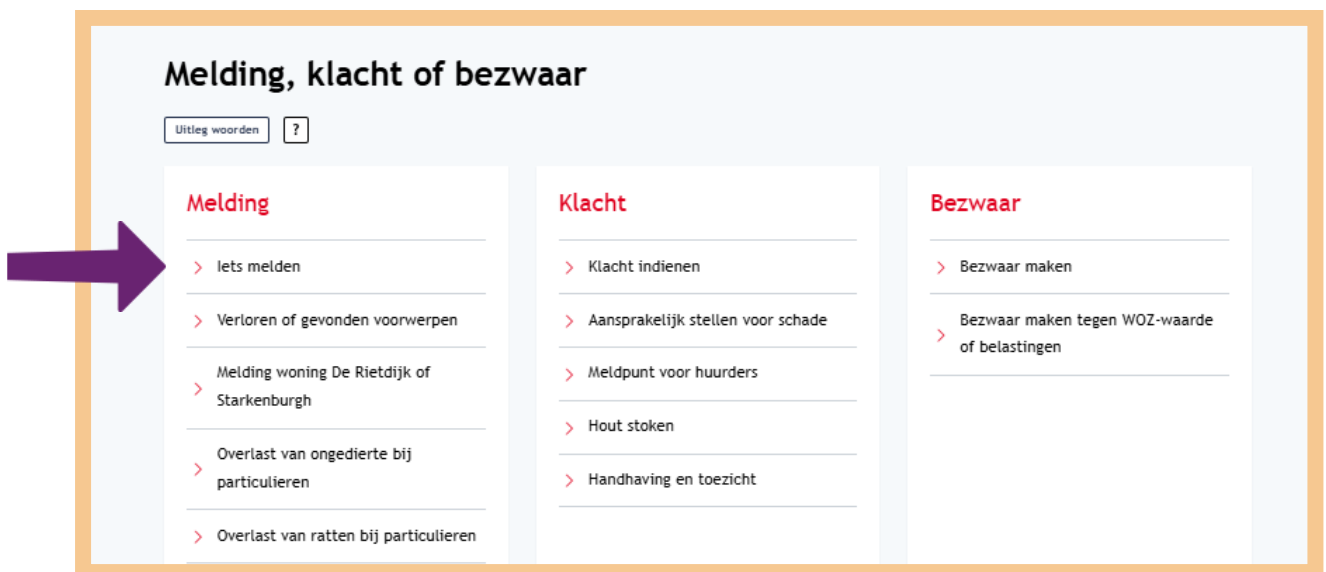 Melding, klacht of bezwaar
Uitleg woorden ?
Melding
Iets melden
Verloren of gevonden voorwerpen
Melding woning De Rietdijk of
Starkenburgh
Overlast van ongedierte bij
particulieren
Overlast van ratten bij particulieren
Klacht
Klacht indienen
Aansprakelijk stellen voor schade
Meldpunt voor huurders
Hout stoken
Handhaving en toezicht
Bezwaar
Bezwaar maken
Bezwaar maken tegen WOZ-waarde
of belastingen